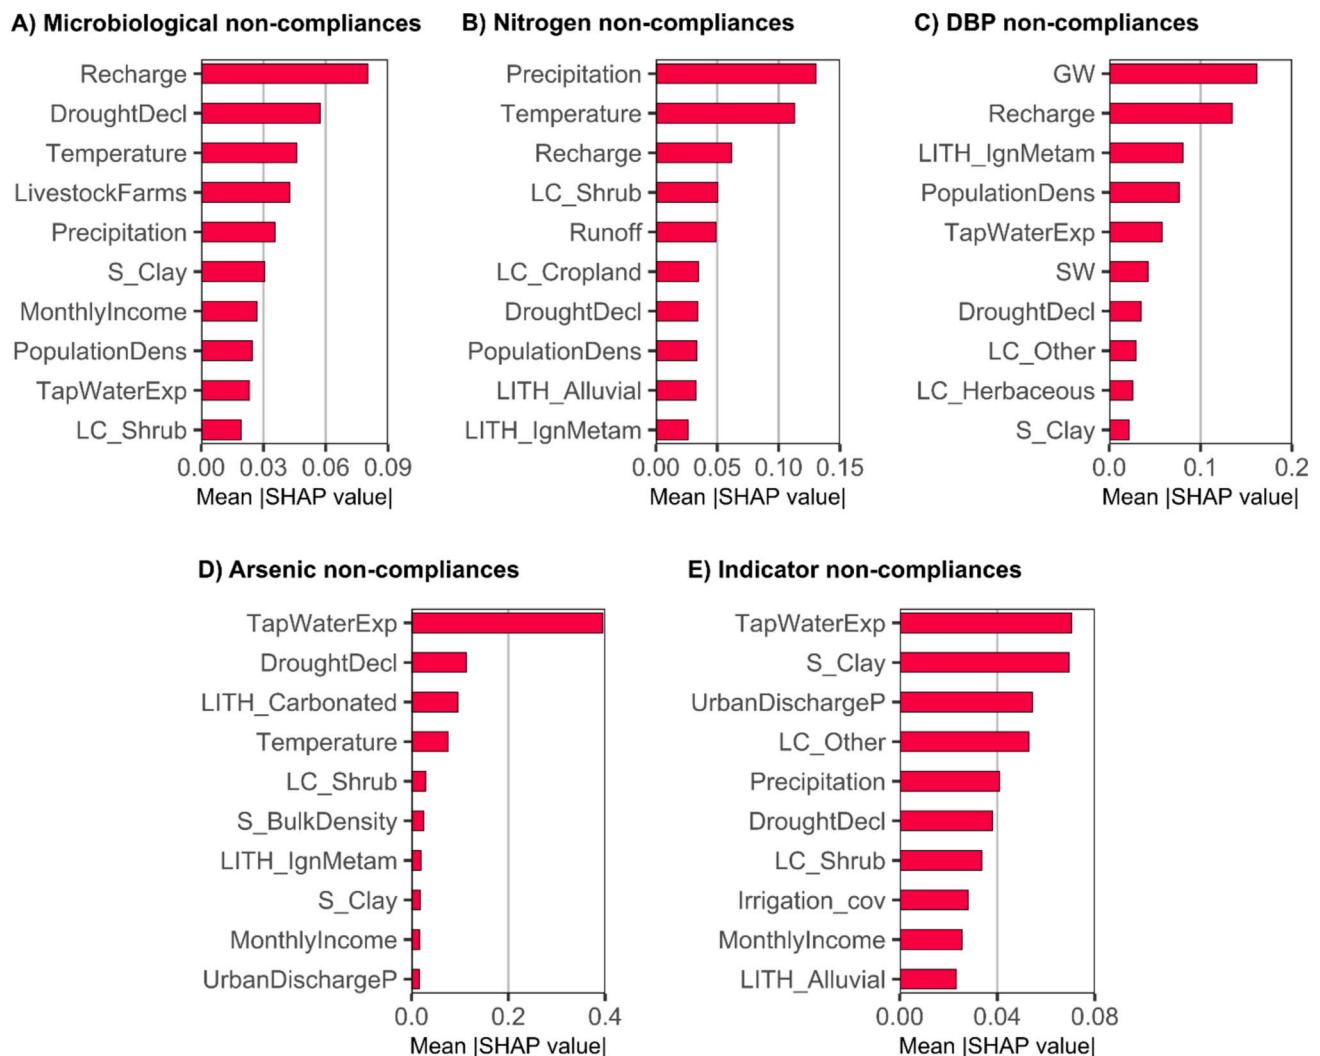 A) Microbiological non-compliances
Recharge
DroughtDecl
Temperature
LivestockFarms
Precipitation
S_Clay
MonthlyIncome
PopulationDens
TapWaterExp
LC_Shrub
0.00 0.03 0.06 0.09
Mean |SHAP value|
B) Nitrogen non-compliances
Precipitation
Temperature
Recharge
LC_Shrub
Runoff
LC_Cropland
DroughtDecl
PopulationDens
LITH_Alluvial
LITH_IgnMetam
0.00 0.05 0.10 0.15
Mean |SHAP value|
C) DBP non-compliances
GW
Recharge
LITH_IgnMetam
PopulationDens
TapWaterExp
SW
DroughtDecl
LC_Other
LC_Herbaceous
S_Clay
0.0 0.1 0.2
Mean |SHAP value|
D) Arsenic non-compliances
TapWaterExp
DroughtDecl
LITH_Carbonated
Temperature
LC_Shrub
S_BulkDensity
LITH_IgnMetam
S_Clay
MonthlyIncome
UrbanDischargeP
0.0 0.2 0.4
Mean |SHAP value|
E) Indicator non-compliances
TapWaterExp
S_Clay
UrbanDischargeP
LC_Other
Precipitation
DroughtDecl
LC_Shrub
Irrigation_cov
MonthlyIncome
LITH_Alluvial
0.00 0.04 0.08
Mean |SHAP value|